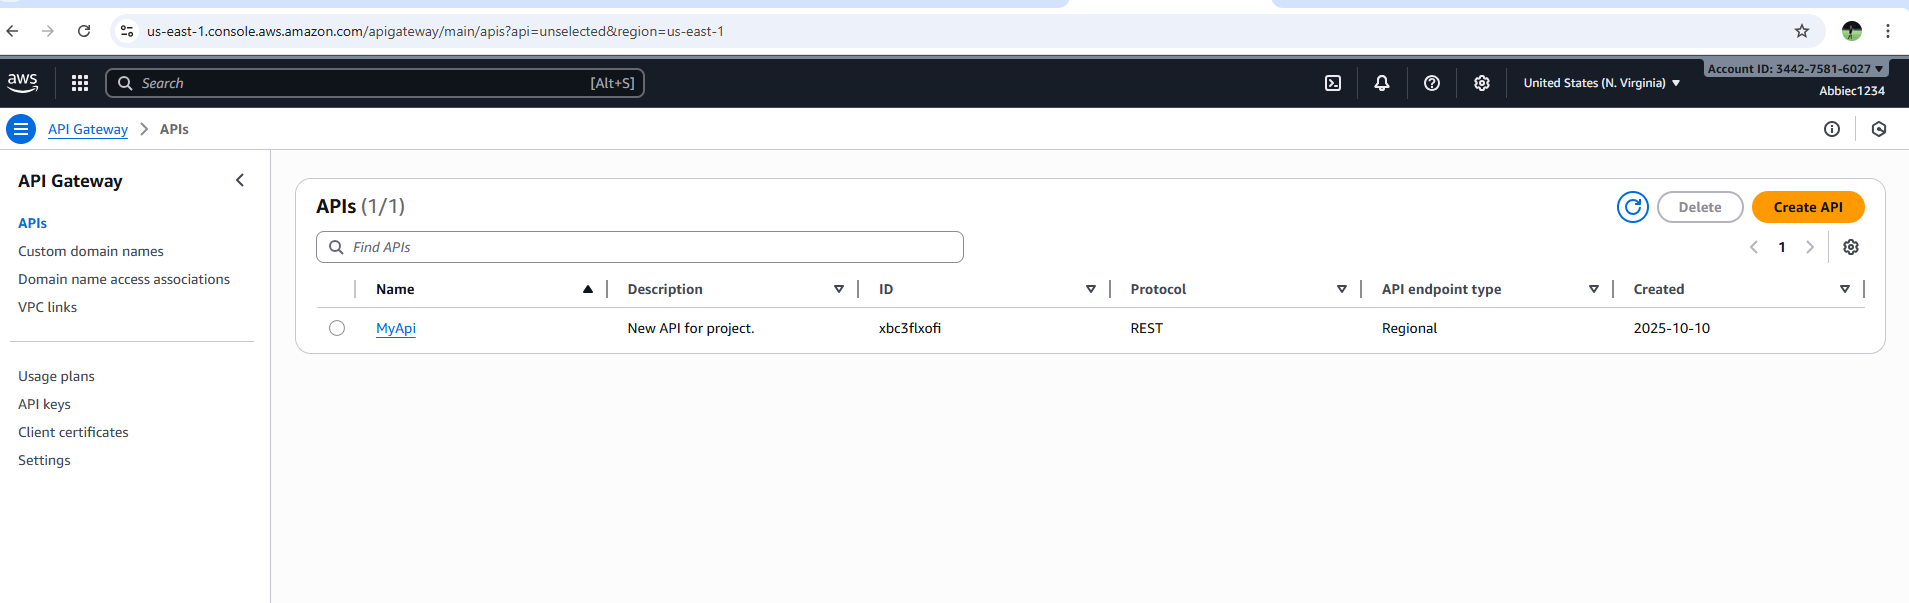 us-east-1.console.aws.amazon.com/apigateway/main/apis?api=unselected&region=us-east-1
aws
Search [Alt+S]
United States (N. Virginia)
Account ID: 3442-7581-6027
Abbiec1234
API Gateway > APIs
API Gateway
APIs
Custom domain names
Domain name access associations
VPC links
Usage plans
API keys
Client certificates
Settings
APIs (1/1)
Delete
Create API
Find APIs
1
Name Description ID Protocol API endpoint type Created
MyApi New API for project. xbc3flxofi REST Regional 2025-10-10